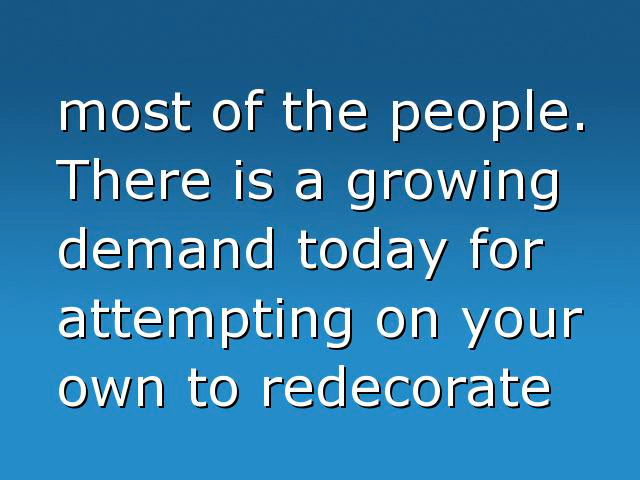 most of the people.
There is a growing
demand today for
attempting on your
own to redecorate